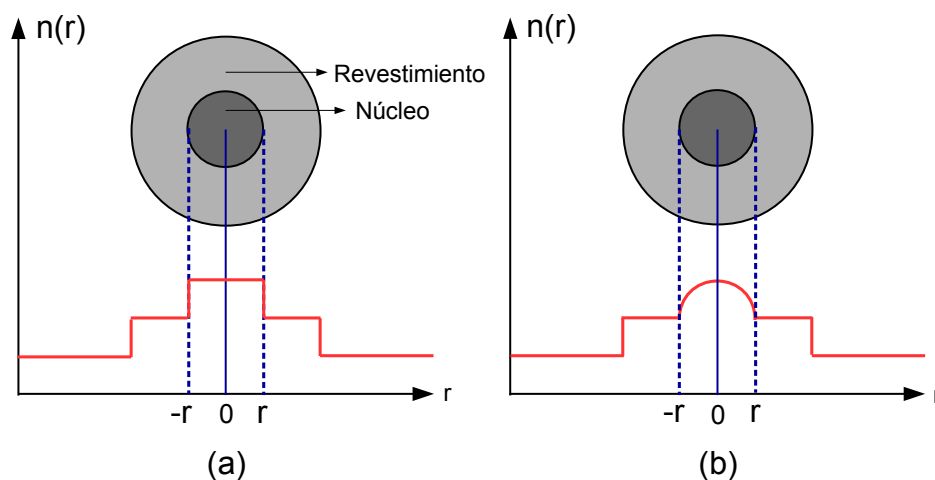 n(r)
Revestimiento
Núcleo
-r
0
r
r
(a)
n(r)
-r
0
r
r
(b)